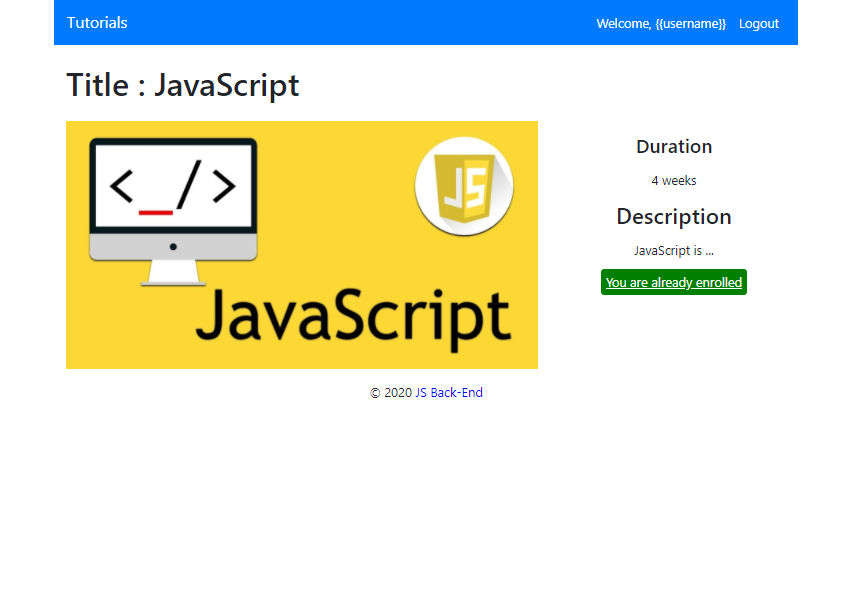 Tutorials
Welcome, {{username}} Logout
Title : JavaScript
<_/>
JS
JavaScript
Duration
4 weeks
Description
JavaScript is ...
You are already enrolled
© 2020 JS Back-End